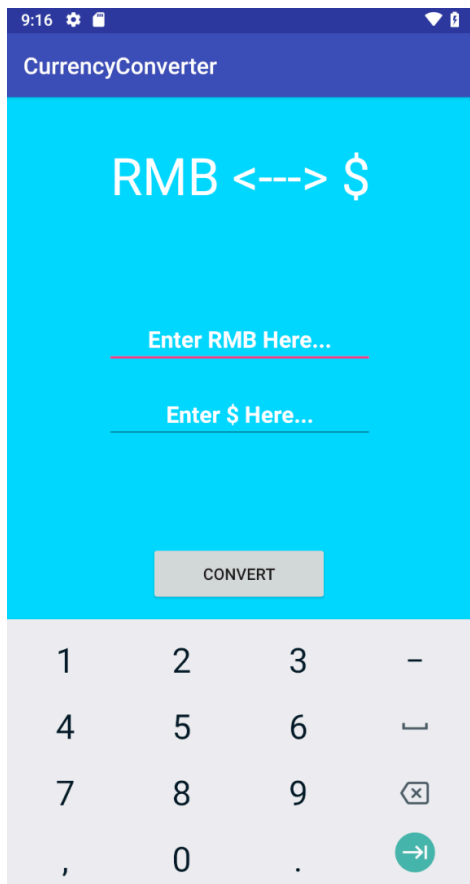 9:16
CurrencyConverter
RMB <---> $
Enter RMB Here...
Enter $ Here...
CONVERT
1 2 3 –
4 5 6
7 8 9
, 0 .